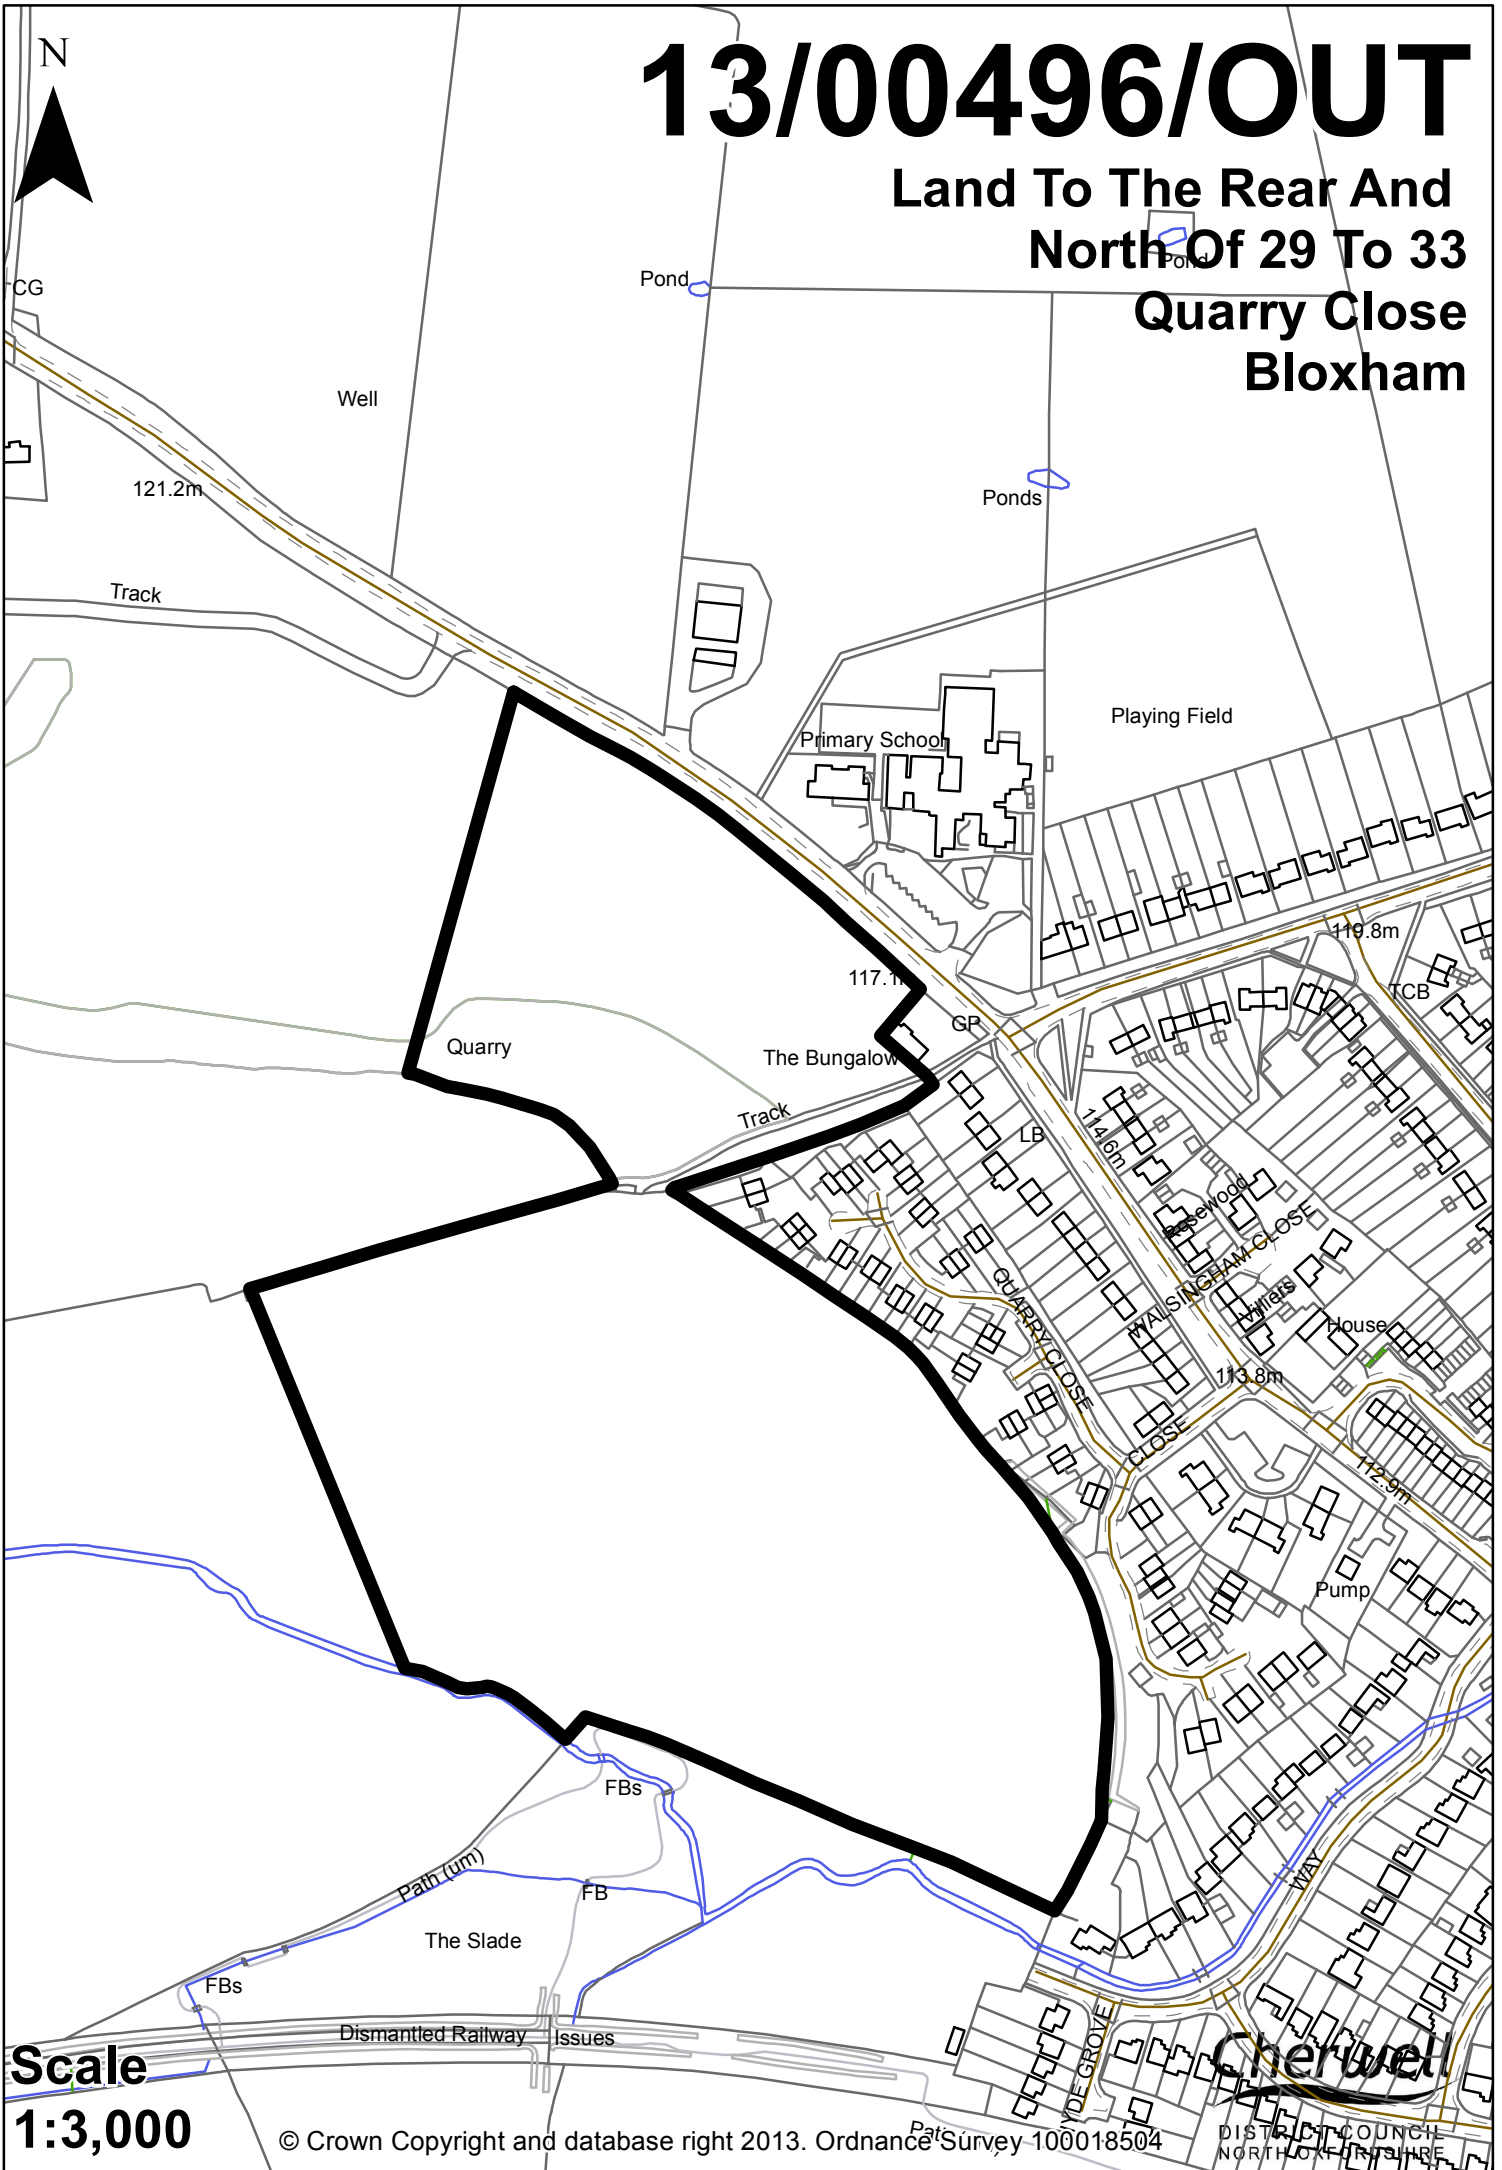 N
13/00496/OUT
Land To The Rear And
North Of 29 To 33
Quarry Close
Bloxham
Pond
Pond
CG
Well
121.2m
Ponds
Track
Playing Field
Primary School
119.8m
TCB
GP
Quarry
The Bungalow
Track
LB
114.6m
Rosewood
WALSINGHAM CLOSE
QUARRY CLOSE
Villiers
House
113.8m
CLOSE
112.9m
Pump
FBs
Path (um)
FB
WAY
The Slade
FBs
Dismantled Railway
Issues
Scale
1:3,000
© Crown Copyright and database right 2013. Ordnance Survey 100018504
Cherwell
DISTRICT COUNCIL
NORTH OXFORDSHIRE